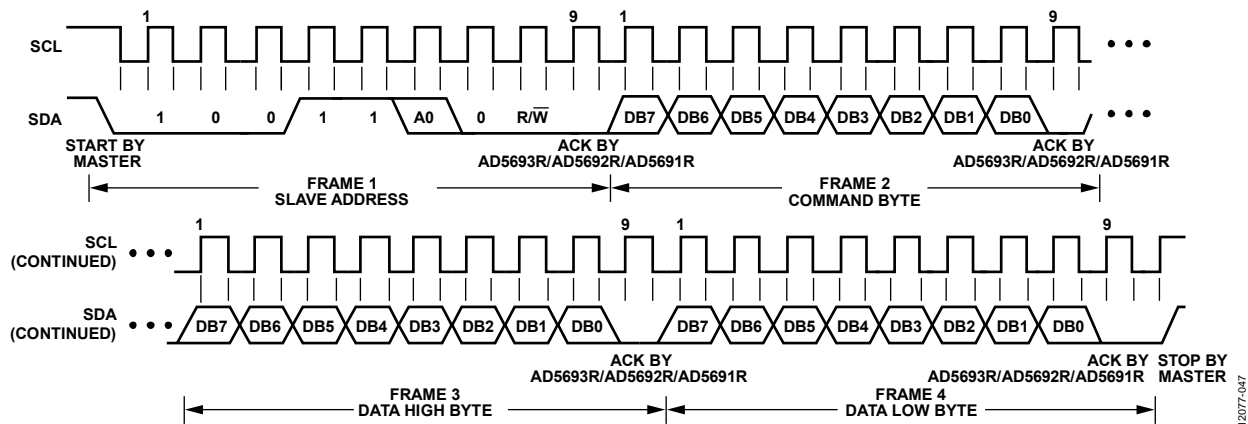 1 9 1 9
SCL
SDA 1 0 0 1 1 A0 0 R/W̅ DB7 DB6 DB5 DB4 DB3 DB2 DB1 DB0
START BY
MASTER
ACK BY
AD5693R/AD5692R/AD5691R
ACK BY
AD5693R/AD5692R/AD5691R
FRAME 1
SLAVE ADDRESS
FRAME 2
COMMAND BYTE
1 9 1 9
SCL
(CONTINUED)
SDA
(CONTINUED)
DB7 DB6 DB5 DB4 DB3 DB2 DB1 DB0 DB7 DB6 DB5 DB4 DB3 DB2 DB1 DB0
ACK BY
AD5693R/AD5692R/AD5691R
ACK BY
AD5693R/AD5692R/AD5691R
STOP BY
MASTER
FRAME 3
DATA HIGH BYTE
FRAME 4
DATA LOW BYTE
12077-047